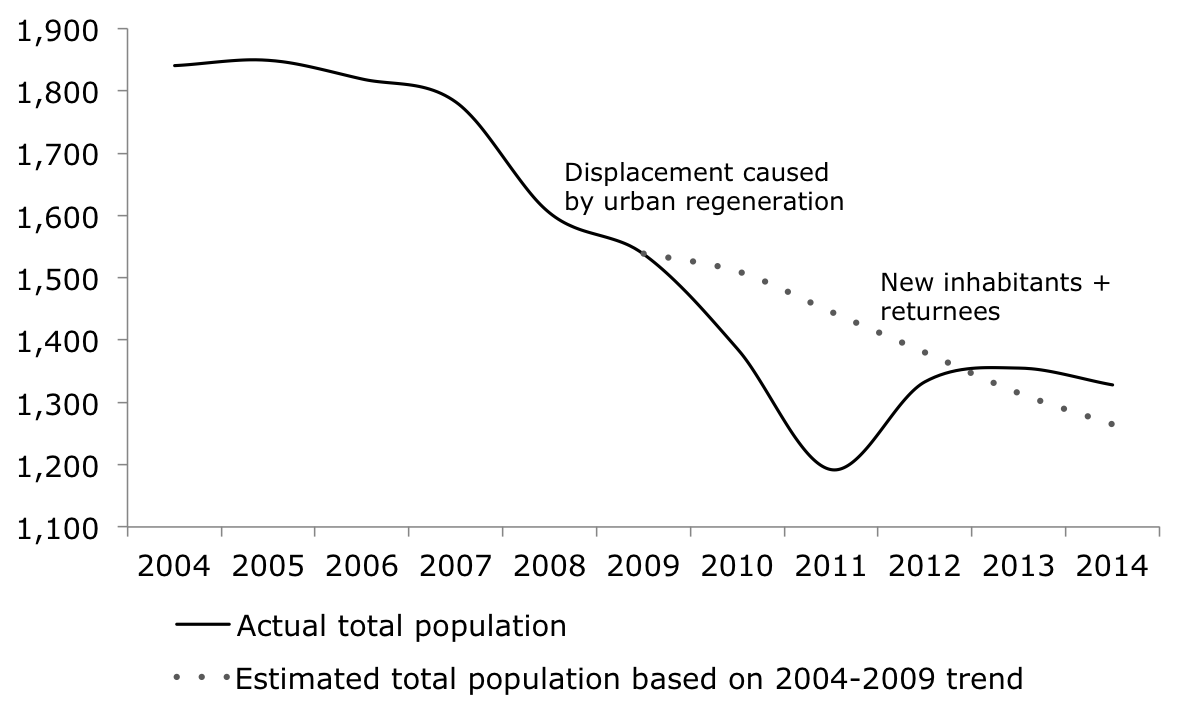 1,900
1,800
1,700
1,600
1,500
1,400
1,300
1,200
1,100
Displacement caused
by urban regeneration
New inhabitants +
returnees
2004 2005 2006 2007 2008 2009 2010 2011 2012 2013 2014
Actual total population
Estimated total population based on 2004-2009 trend